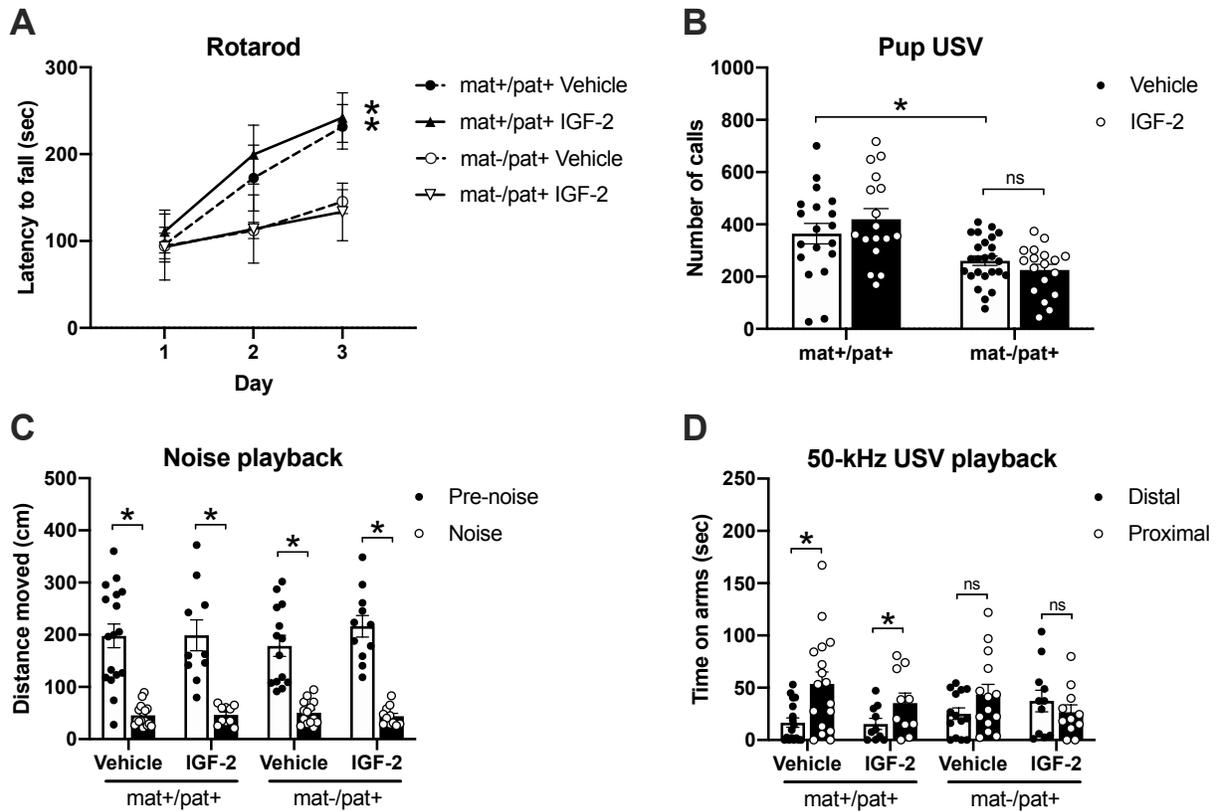 A
Rotarod
Latency to fall (sec)
300
200
100
0
1 2 3
Day
*
*
mat+/pat+ Vehicle
mat+/pat+ IGF-2
mat-/pat+ Vehicle
mat-/pat+ IGF-2
B
Pup USV
Number of calls
1000
800
600
400
200
0
*
ns
mat+/pat+ mat-/pat+
Vehicle
IGF-2
C
Noise playback
Distance moved (cm)
500
400
300
200
100
0
* * * *
Vehicle IGF-2 Vehicle IGF-2
mat+/pat+ mat-/pat+
Pre-noise
Noise
D
50-kHz USV playback
Time on arms (sec)
250
200
150
100
50
0
* * ns ns
Vehicle IGF-2 Vehicle IGF-2
mat+/pat+ mat-/pat+
Distal
Proximal